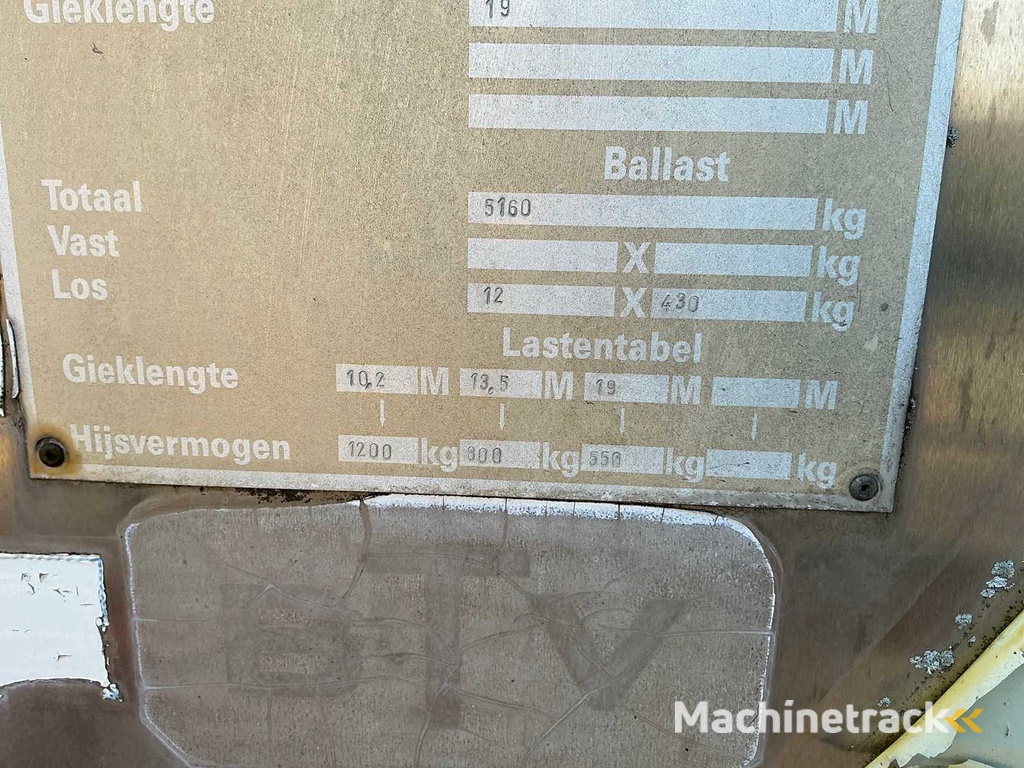 Gieklengte 19 M
M
M
Ballast
Totaal 5160 kg
Vast X kg
Los 12 X 430 kg
Lastentabel
Gieklengte 10,2 M 13,5 M 19 M M
Hijsvermogen 1200 kg 800 kg 550 kg kg
BTV
Machinetrack